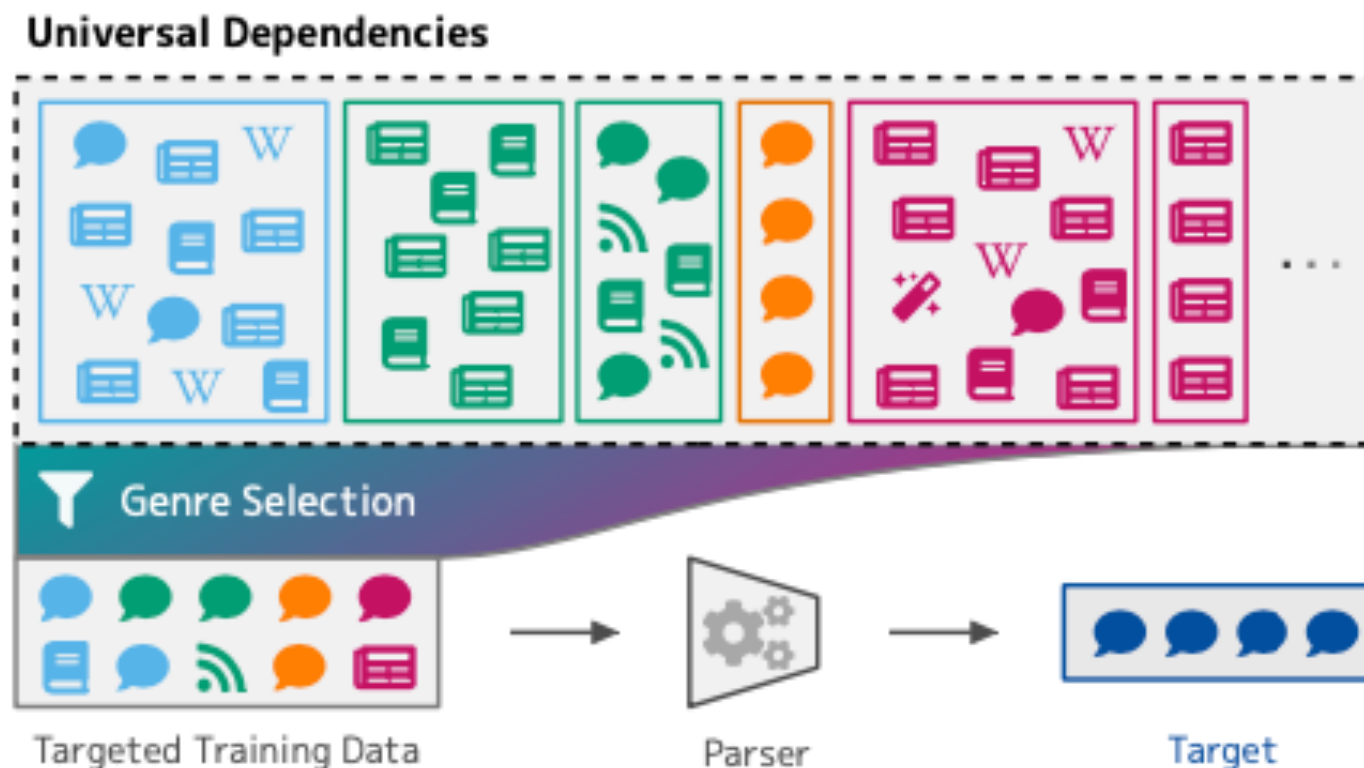 Universal Dependencies
W
W
W
W
W
...
Genre Selection
Targeted Training Data
Parser
Target